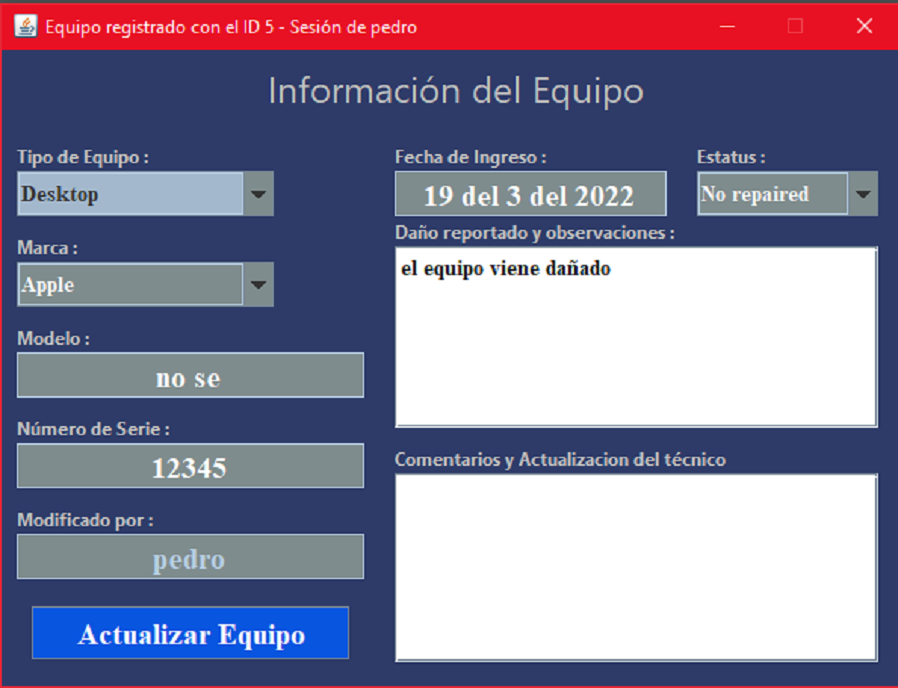 Equipo registrado con el ID 5 - Sesión de pedro
Información del Equipo
Tipo de Equipo :
Desktop
Marca :
Apple
Modelo :
no se
Número de Serie :
12345
Modificado por :
pedro
Actualizar Equipo
Fecha de Ingreso :
19 del 3 del 2022
Estatus :
No repaired
Daño reportado y observaciones :
el equipo viene dañado
Comentarios y Actualizacion del técnico